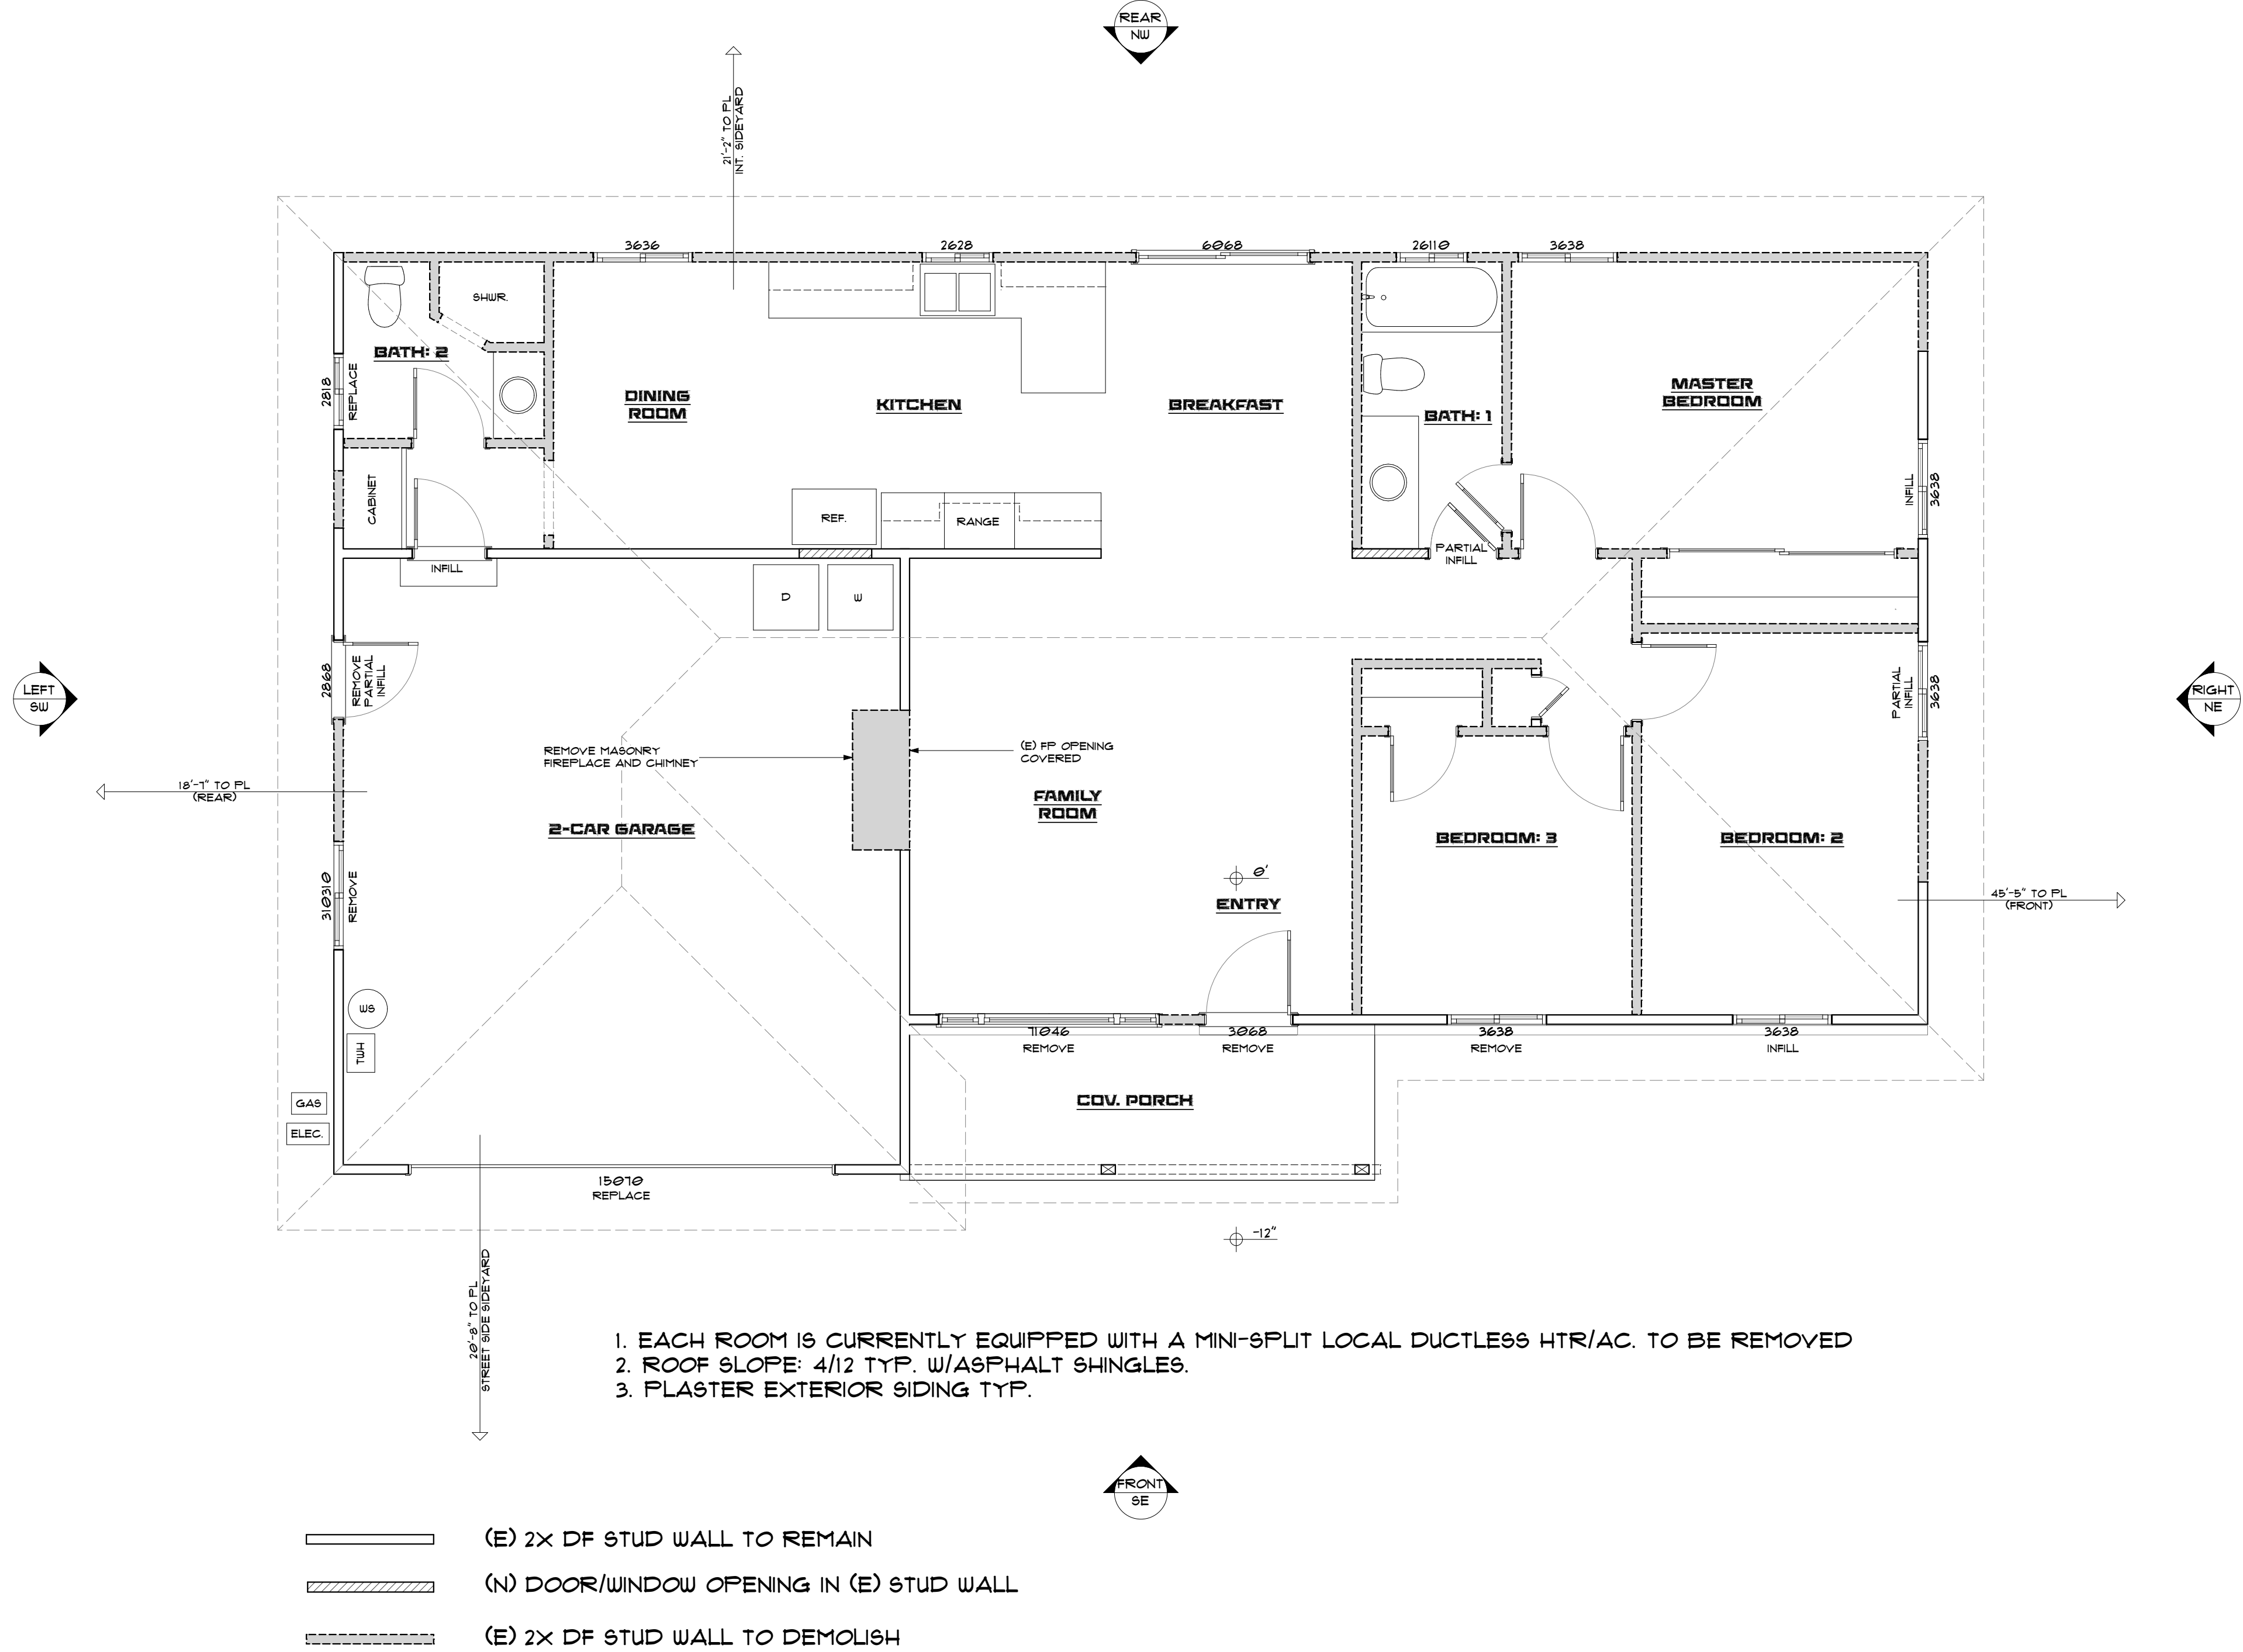 REAR
NW
21'-2" TO PL
INT. SIDEYARD
3636
2628
6068
26110
3638
SHWR.
BATH: 2
2818
REPLACE
DINING
ROOM
KITCHEN
BREAKFAST
BATH: 1
MASTER
BEDROOM
CABINET
REF.
RANGE
INFILL
3638
PARTIAL
INFILL
INFILL
D
W
LEFT
SW
2868
REMOVE
PARTIAL
INFILL
PARTIAL
INFILL
3638
RIGHT
NE
REMOVE MASONRY
FIREPLACE AND CHIMNEY
(E) FP OPENING
COVERED
18'-7" TO PL
(REAR)
FAMILY
ROOM
2-CAR GARAGE
BEDROOM: 3
BEDROOM: 2
310310
REMOVE
0'
ENTRY
45'-5" TO PL
(FRONT)
WS
TWH
71046
REMOVE
3068
REMOVE
3638
REMOVE
3638
INFILL
GAS
ELEC.
COV. PORCH
15070
REPLACE
-12"
20'-8" TO PL
STREET SIDE SIDEYARD
1. EACH ROOM IS CURRENTLY EQUIPPED WITH A MINI-SPLIT LOCAL DUCTLESS HTR/AC. TO BE REMOVED
2. ROOF SLOPE: 4/12 TYP. W/ASPHALT SHINGLES.
3. PLASTER EXTERIOR SIDING TYP.
FRONT
SE
(E) 2X DF STUD WALL TO REMAIN
(N) DOOR/WINDOW OPENING IN (E) STUD WALL
(E) 2X DF STUD WALL TO DEMOLISH